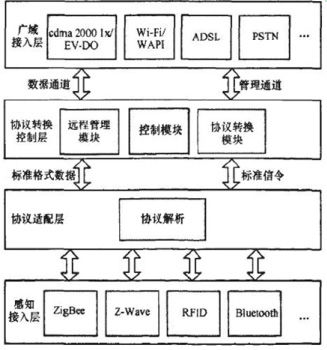 广域
接入层
cdma 2000 1x/
EV-DO
Wi-Fi/
WAPI
ADSL
PSTN
...
数据通道
管理通道
协议转换
控制层
远程管理
模块
控制模块
协议转换
模块
标准格式数据
标准信令
协议适配层
协议解析
感知
接入层
ZigBee
Z-Wave
RFID
Bluetooth
...